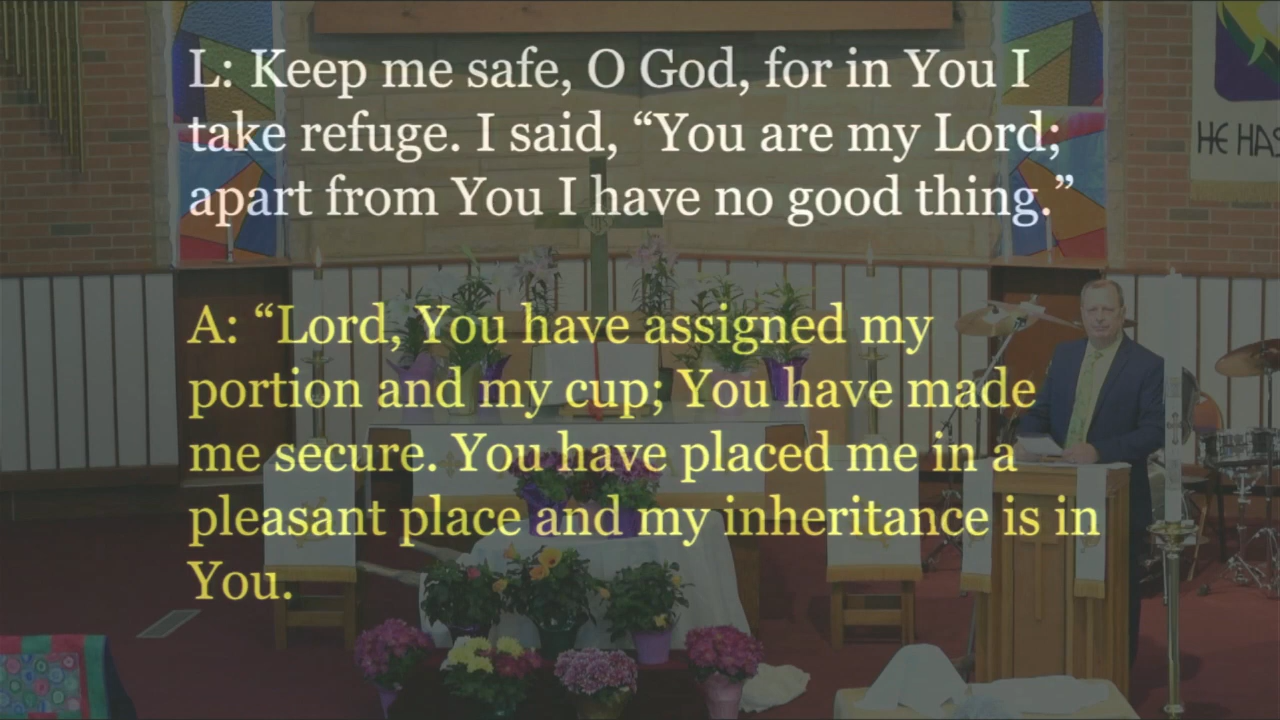 L: Keep me safe, O God, for in You I
take refuge. I said, “You are my Lord;
apart from You I have no good thing.”
A: “Lord, You have assigned my
portion and my cup; You have made
me secure. You have placed me in a
pleasant place and my inheritance is in
You.
HE HAS